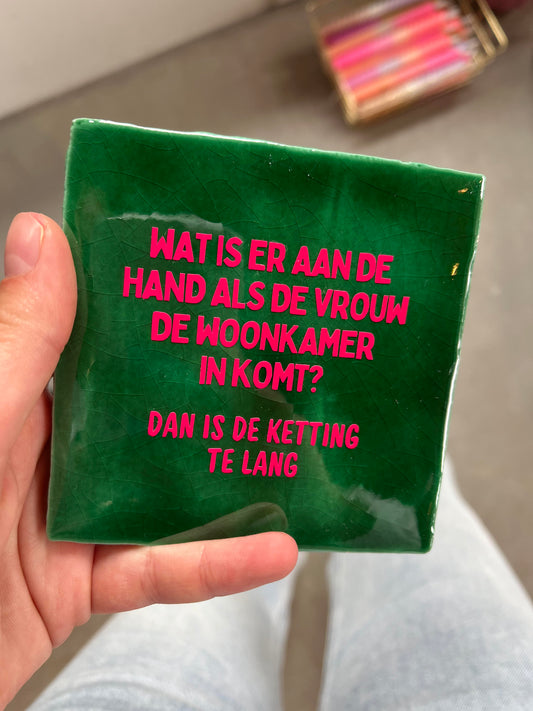 WAT IS ER AAN DE
HAND ALS DE VROUW
DE WOONKAMER
IN KOMT?
DAN IS DE KETTING
TE LANG